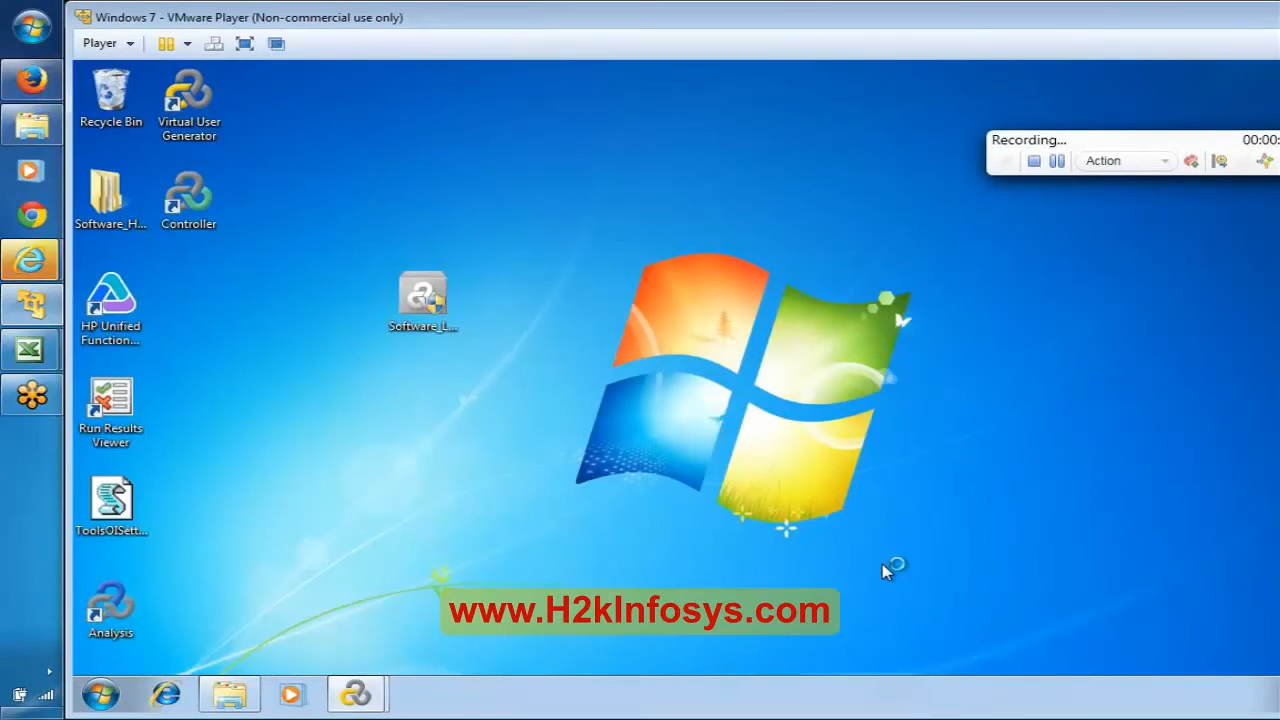 Windows 7 - VMware Player (Non-commercial use only)
Player
Recycle Bin
Virtual User
Generator
Recording...
00:00:
Action
Software_H...
Controller
Software_L...
HP Unified
Function...
Run Results
Viewer
ToolsOISett...
Analysis
www.H2kInfosys.com